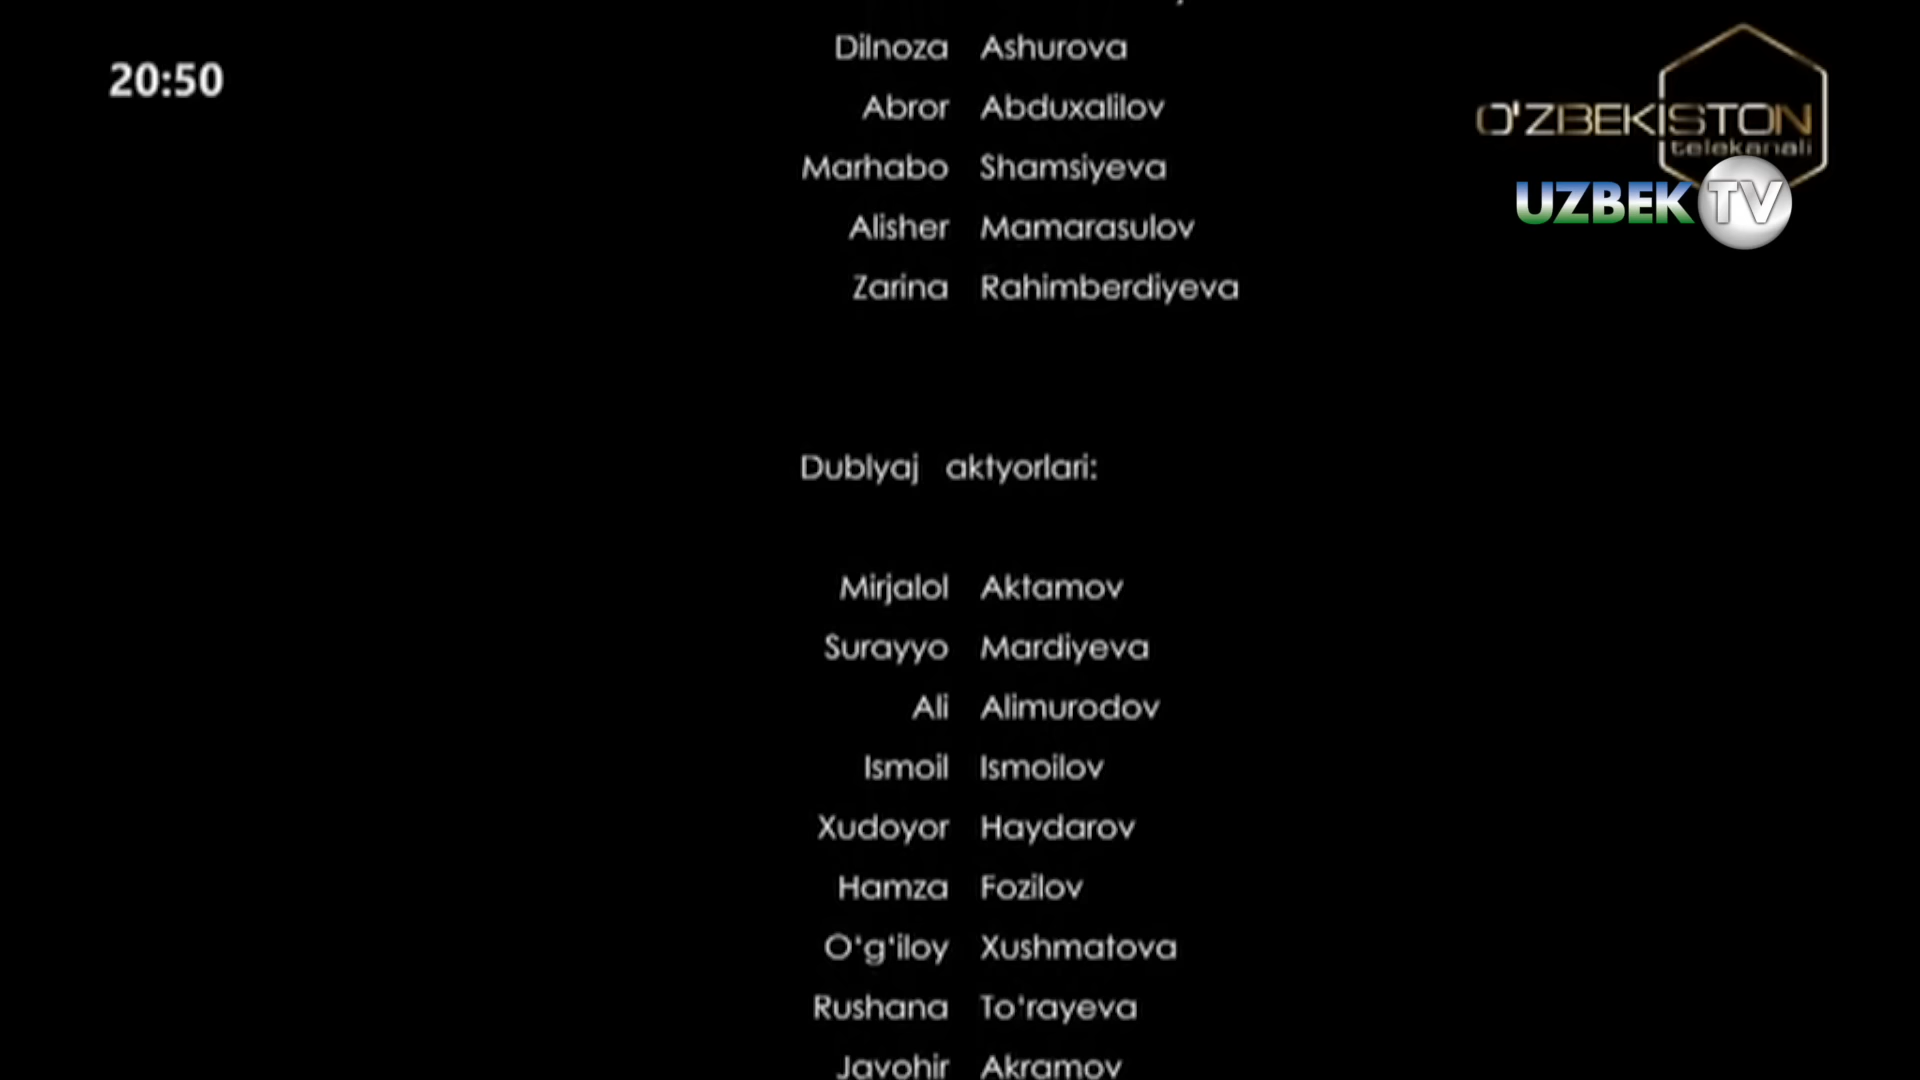 20:50
Dilnoza Ashurova
Abror Abduxalilov
Marhabo Shamsiyeva
Alisher Mamarasulov
Zarina Rahimberdiyeva
O'ZBEKISTON
telekanali
UZBEK TV
Dublyaj aktyorlari:
Mirjalol Aktamov
Surayyo Mardiyeva
Ali Alimurodov
Ismoil Ismoilov
Xudoyor Haydarov
Hamza Fozilov
O‘g‘iloy Xushmatova
Rushana To‘rayeva
Javohir Akramov